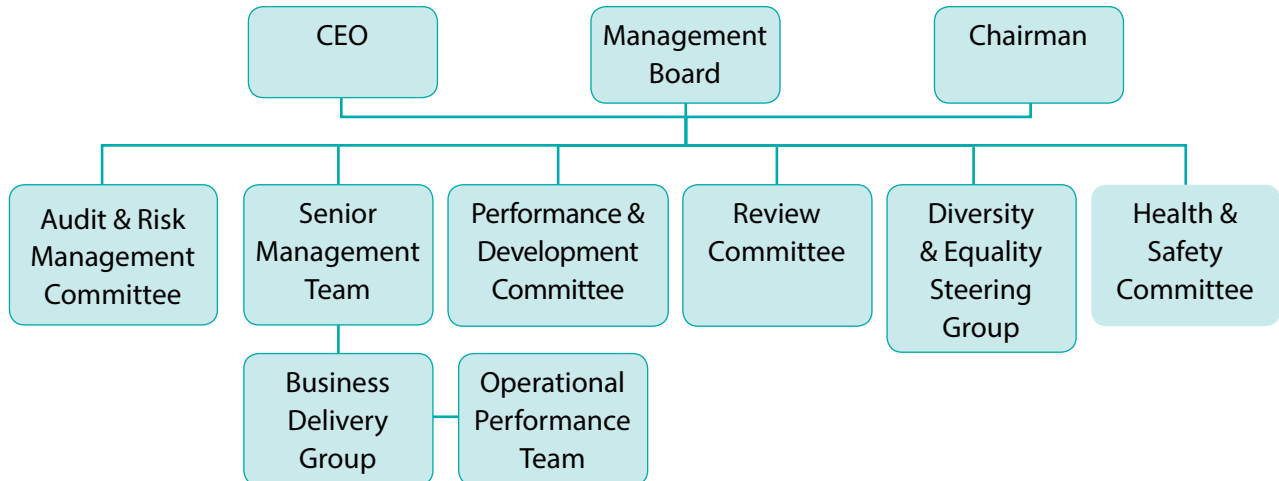 CEO
Management
Board
Chairman
Audit & Risk
Management
Committee
Senior
Management
Team
Performance &
Development
Committee
Review
Committee
Diversity
& Equality
Steering
Group
Health &
Safety
Committee
Business
Delivery
Group
Operational
Performance
Team